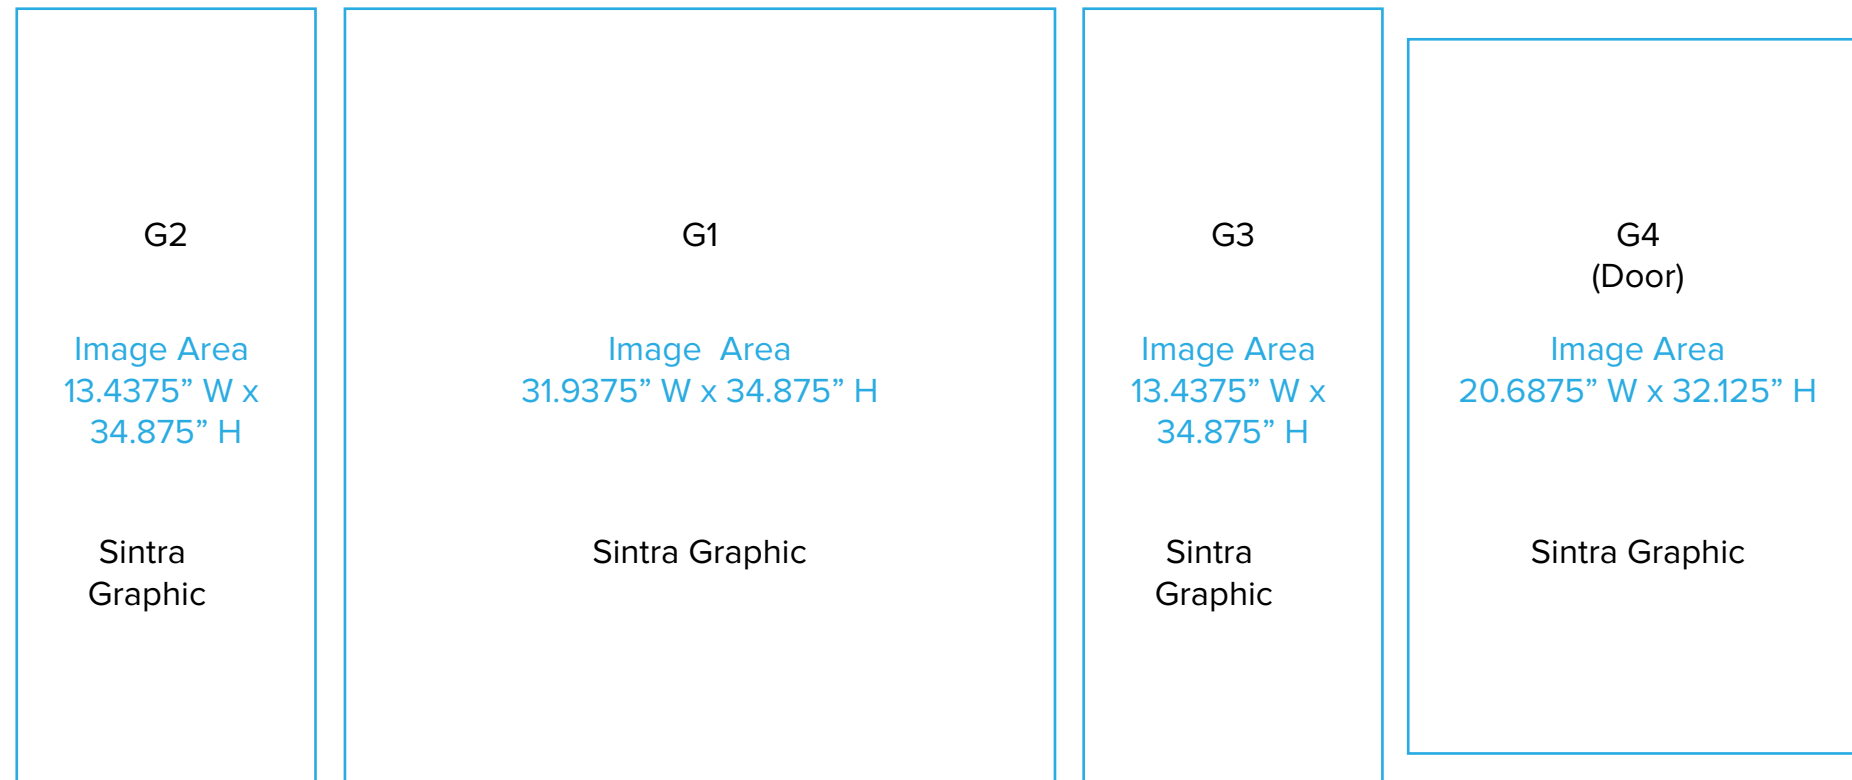 G2
Image Area
13.4375” W x
34.875” H
Sintra
Graphic
G1
Image  Area
31.9375” W x 34.875” H
Sintra Graphic
G3
Image Area
13.4375” W x
34.875” H
Sintra
Graphic
G4
(Door)
Image Area
20.6875” W x 32.125” H
Sintra Graphic